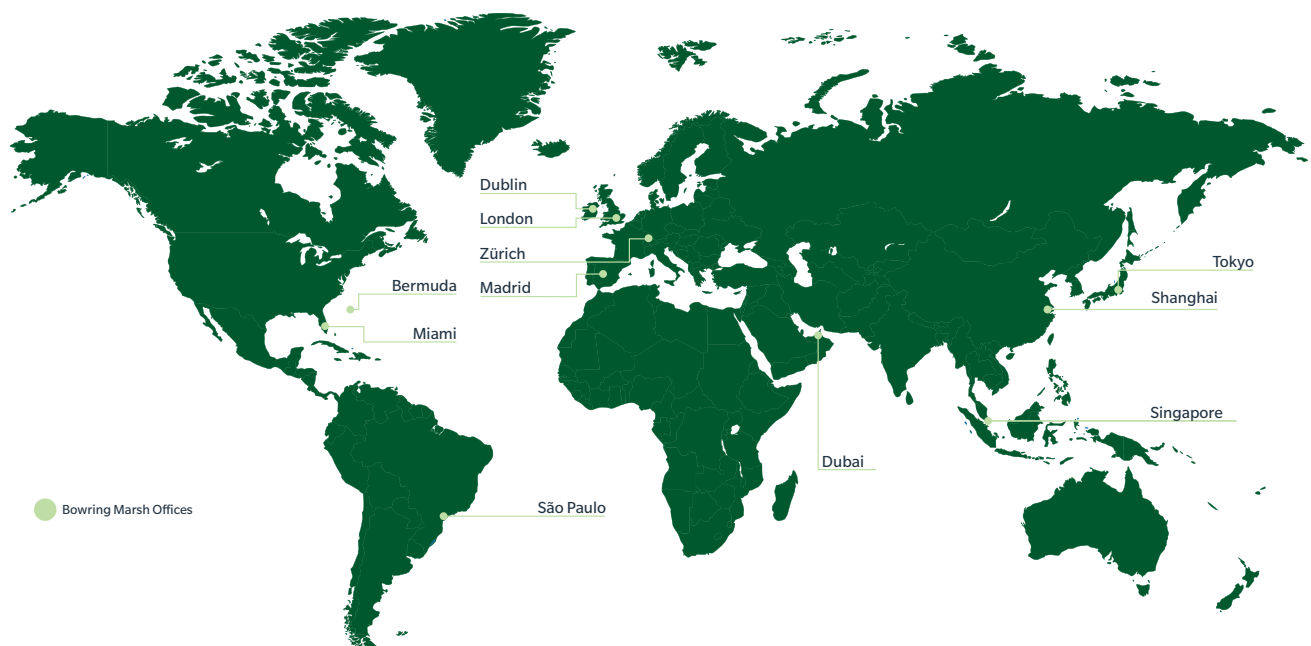 Dublin
London
Zürich
Madrid
Bermuda
Miami
Tokyo
Shanghai
Singapore
Dubai
São Paulo
Bowring Marsh Offices